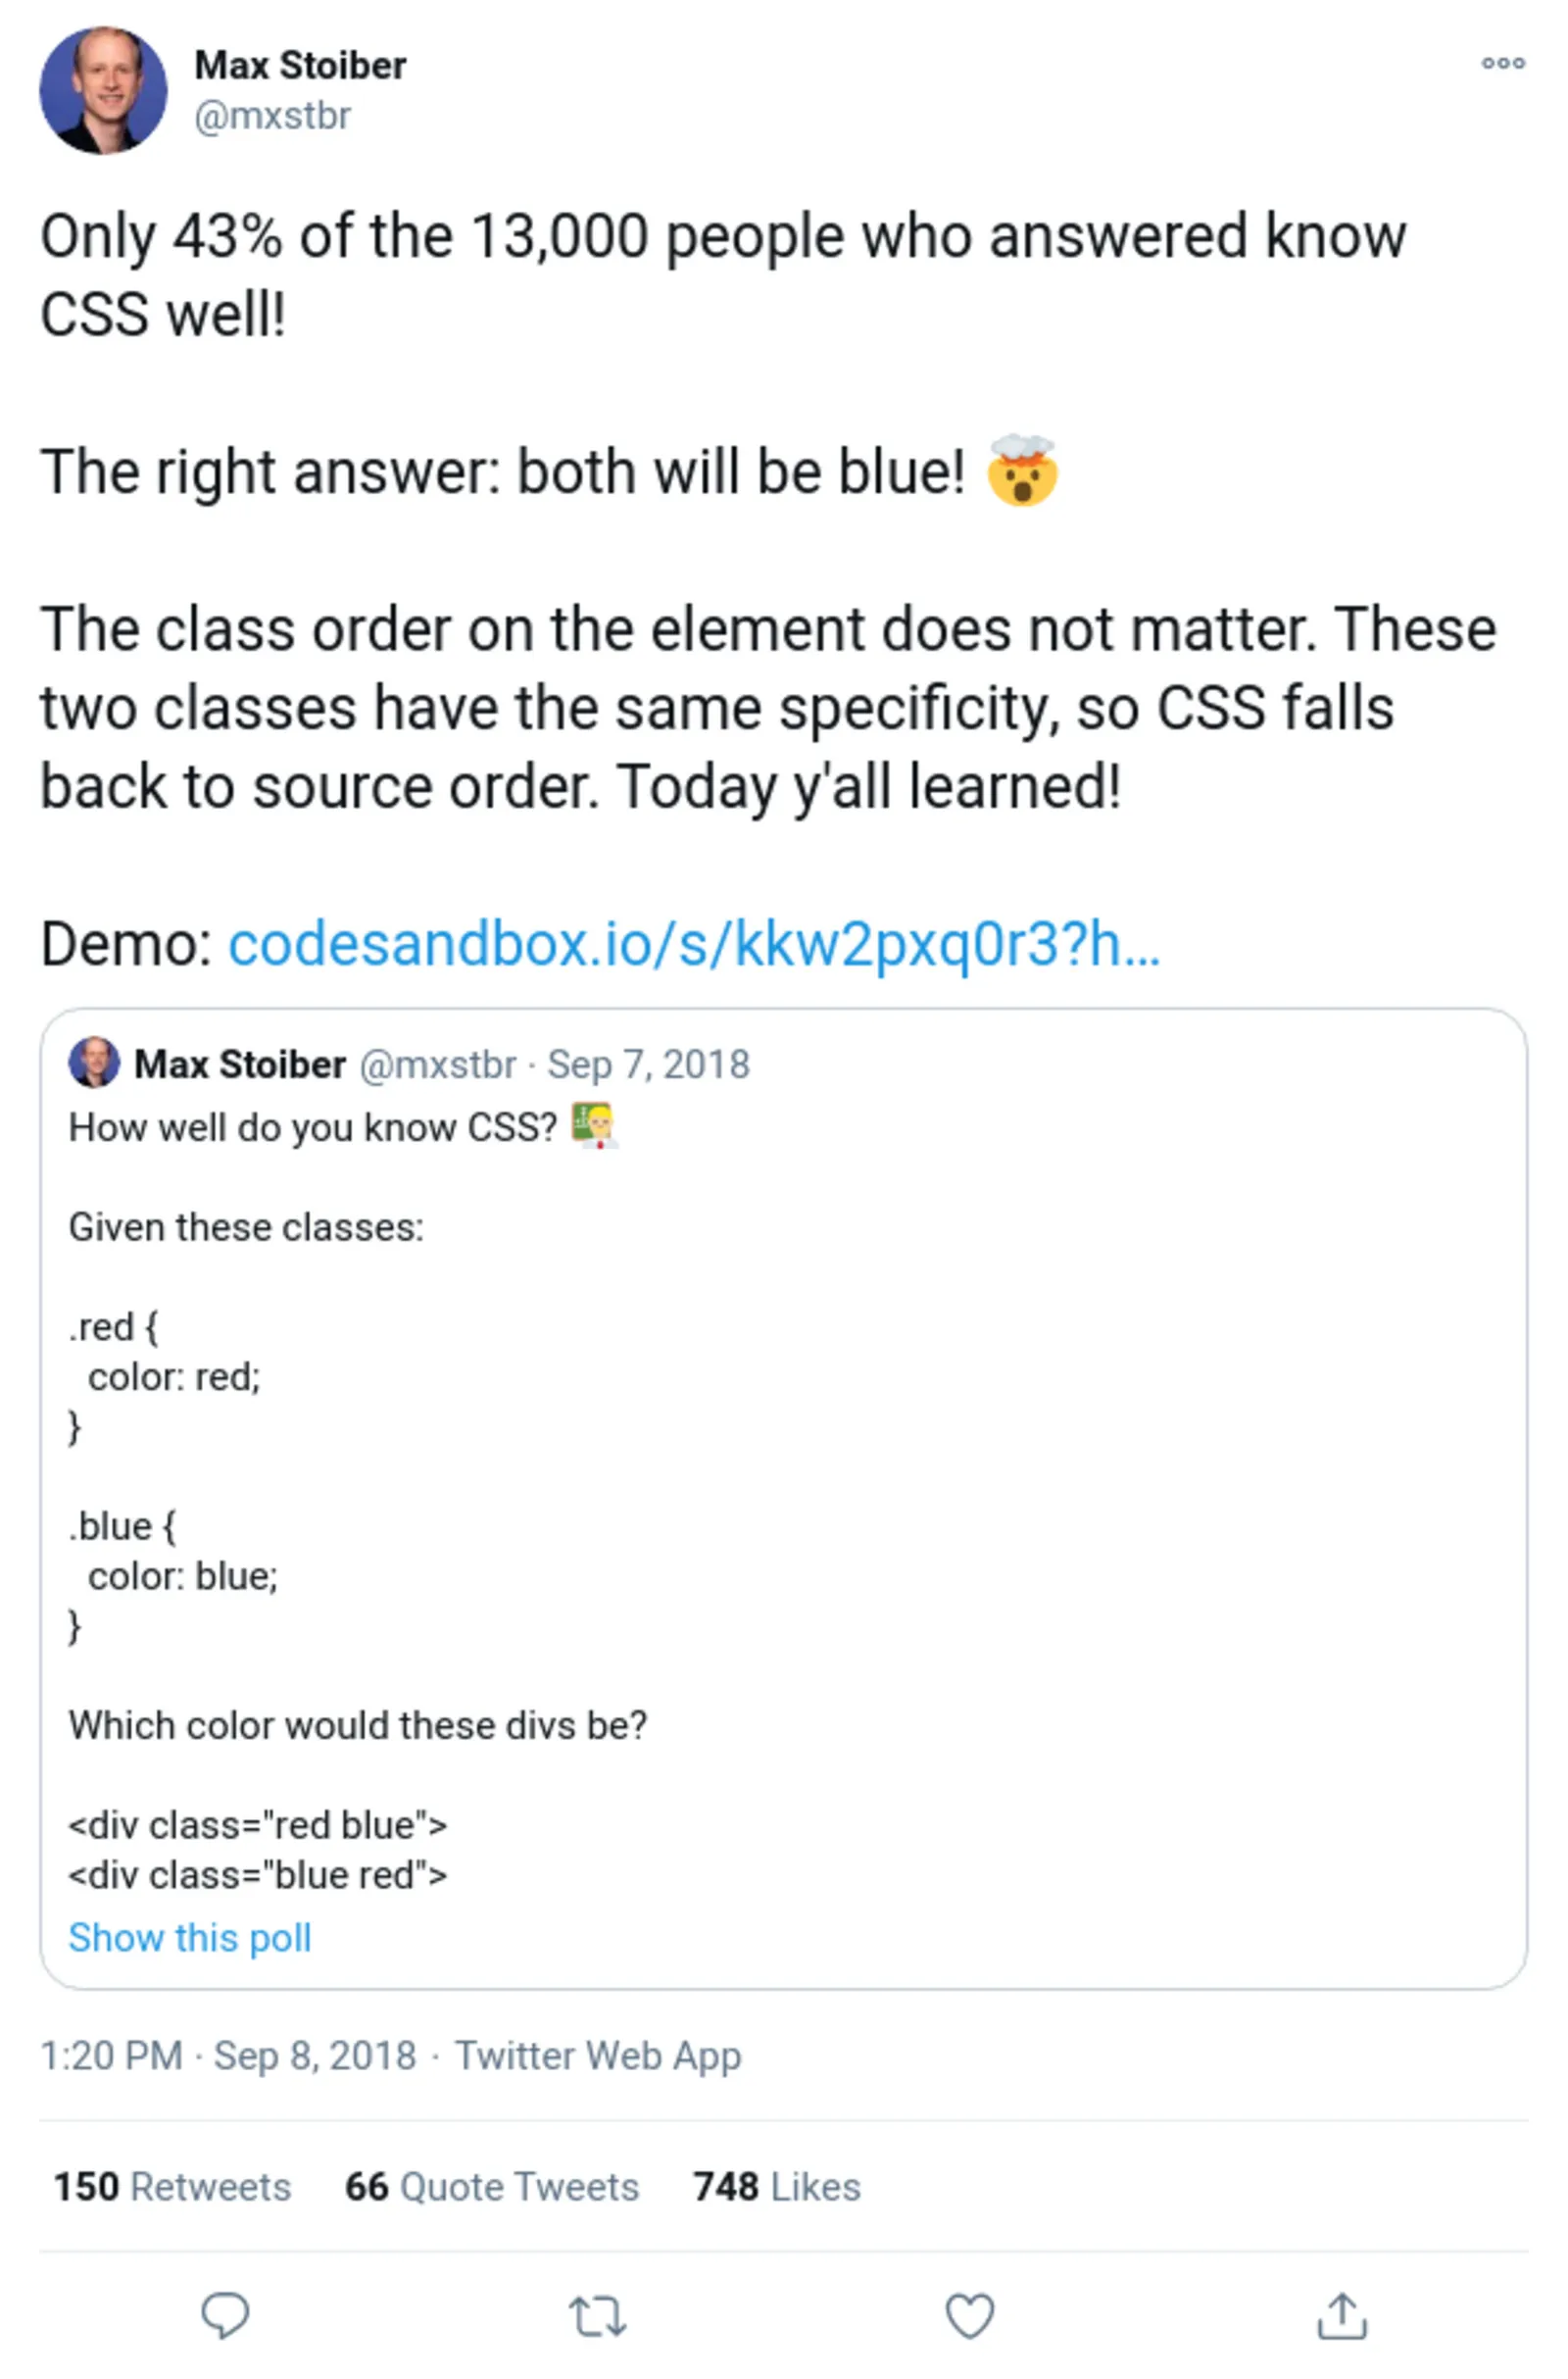 Max Stoiber
@mxstbr
Only 43% of the 13,000 people who answered know
CSS well!
The right answer: both will be blue! 🤯
The class order on the element does not matter. These
two classes have the same specificity, so CSS falls
back to source order. Today y'all learned!
Demo: codesandbox.io/s/kkw2pxq0r3?h…
Max Stoiber @mxstbr · Sep 7, 2018
How well do you know CSS? 👨🏼‍🏫
Given these classes:
.red {
  color: red;
}
.blue {
  color: blue;
}
Which color would these divs be?
<div class="red blue">
<div class="blue red">
Show this poll
1:20 PM · Sep 8, 2018 · Twitter Web App
150 Retweets 66 Quote Tweets 748 Likes